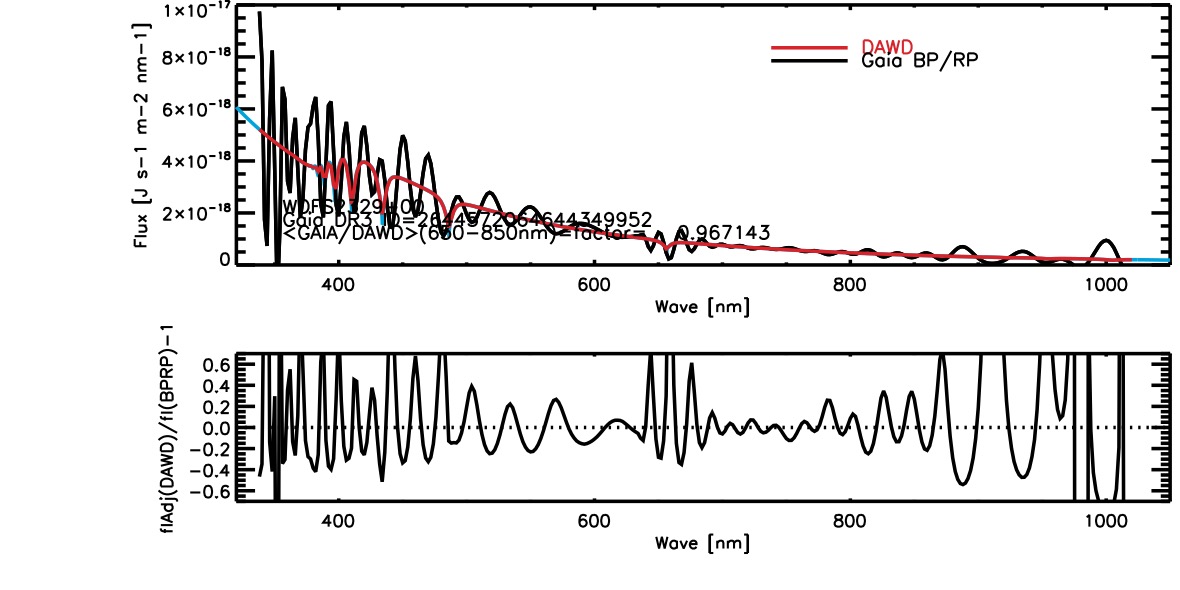 1×10−17
8×10−18
6×10−18
4×10−18
2×10−18
0
Flux [J s−1 m−2 nm−1]
DAWD
Gaia BP/RP
Gaia DR3
<GAIA/DAWD>(650−850nm)=factor= 0.967143
400 600 800 1000
Wave [nm]
0.6
0.4
0.2
0.0
−0.2
−0.4
−0.6
flAdj(DAWD)/fl(BPRP)−1
400 600 800 1000
Wave [nm]